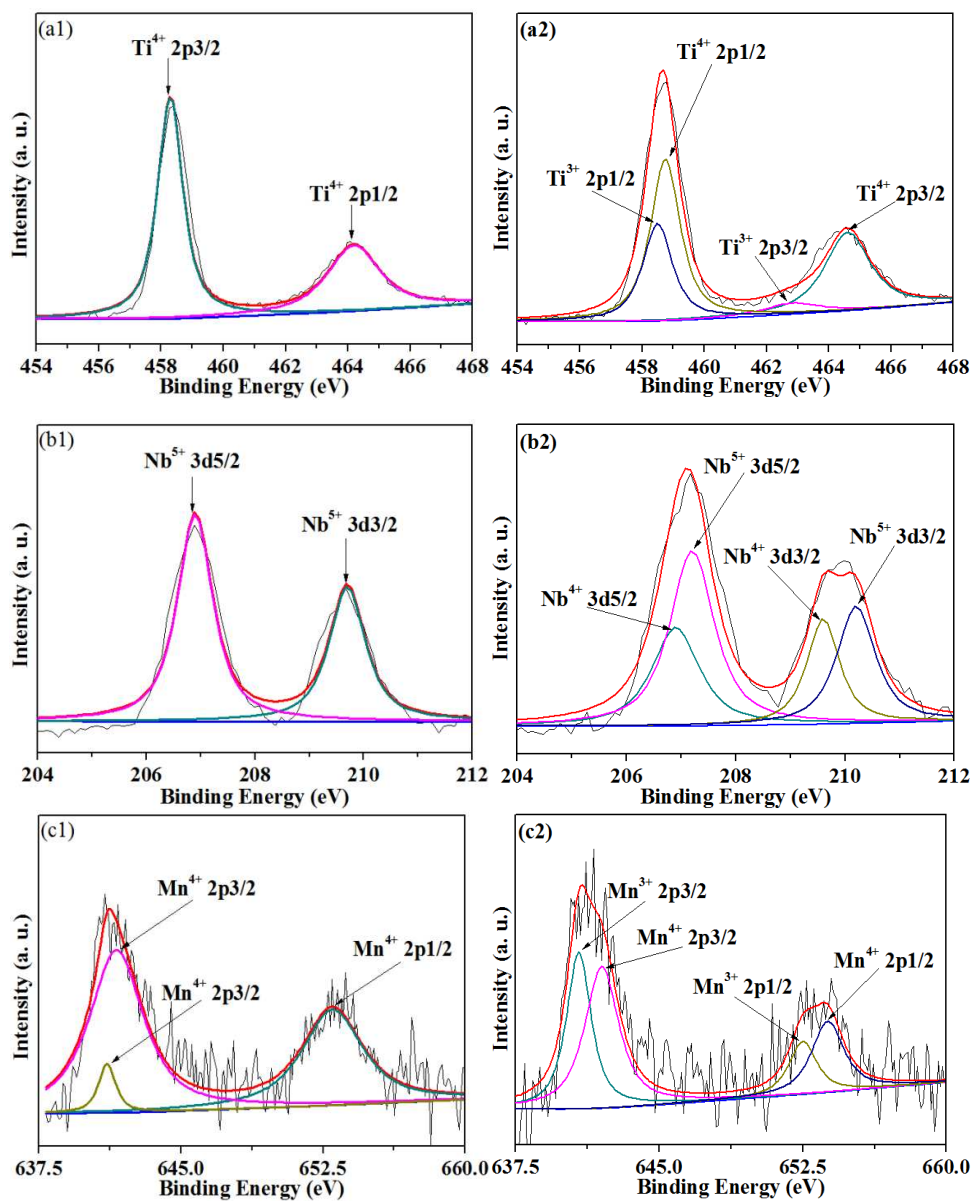 (a1)
Ti⁴⁺ 2p3/2
Ti⁴⁺ 2p1/2
Intensity (a. u.)
454 456 458 460 462 464 466 468
Binding Energy (eV)
(a2)
Ti⁴⁺ 2p1/2
Ti³⁺ 2p1/2
Ti⁴⁺ 2p3/2
Ti³⁺ 2p3/2
Intensity (a. u.)
454 456 458 460 462 464 466 468
Binding Energy (eV)
(b1)
Nb⁵⁺ 3d5/2
Nb⁵⁺ 3d3/2
Intensity (a. u.)
204 206 208 210 212
Binding Energy (eV)
(b2)
Nb⁵⁺ 3d5/2
Nb⁵⁺ 3d3/2
Nb⁴⁺ 3d3/2
Nb⁴⁺ 3d5/2
Intensity (a. u.)
204 206 208 210 212
Binding Energy (eV)
(c1)
Mn⁴⁺ 2p3/2
Mn⁴⁺ 2p1/2
Mn⁴⁺ 2p3/2
Intensity (a. u.)
637.5 645.0 652.5 660.0
Binding Energy (eV)
(c2)
Mn³⁺ 2p3/2
Mn⁴⁺ 2p3/2
Mn⁴⁺ 2p1/2
Mn³⁺ 2p1/2
Intensity (a. u.)
637.5 645.0 652.5 660.0
Binding Energy (eV)